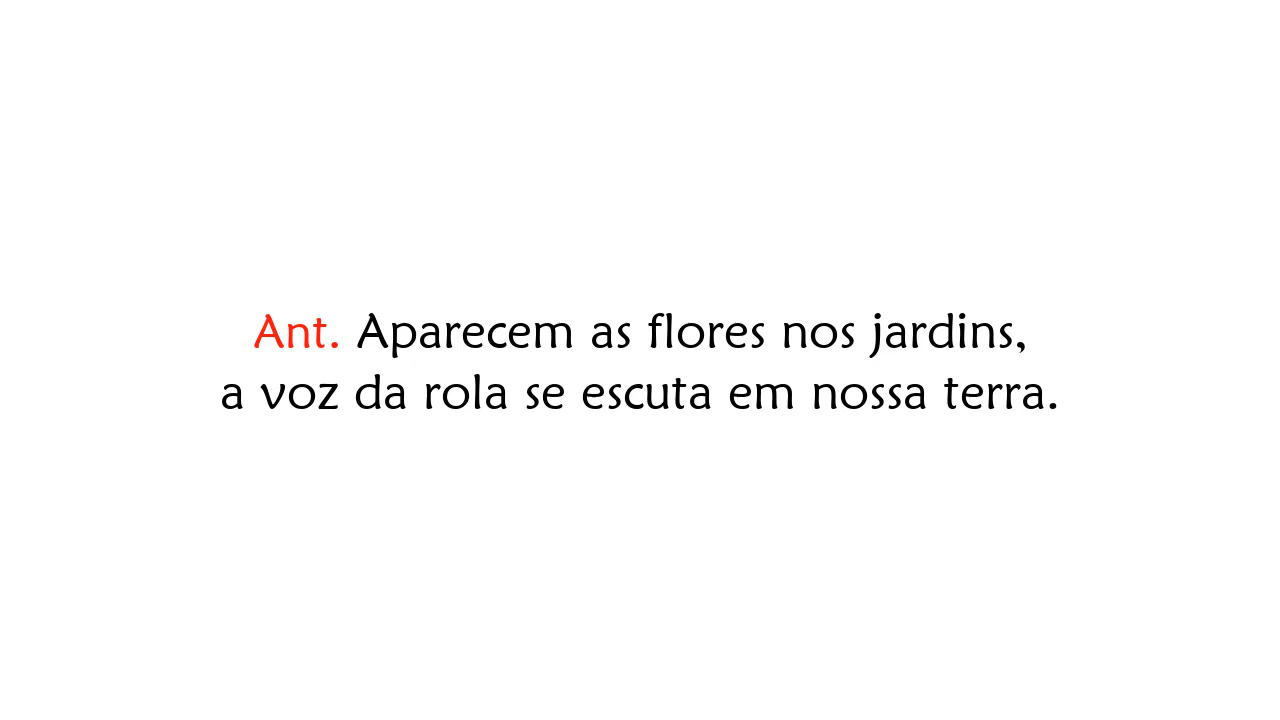 Ant. Aparecem as flores nos jardins,
a voz da rola se escuta em nossa terra.